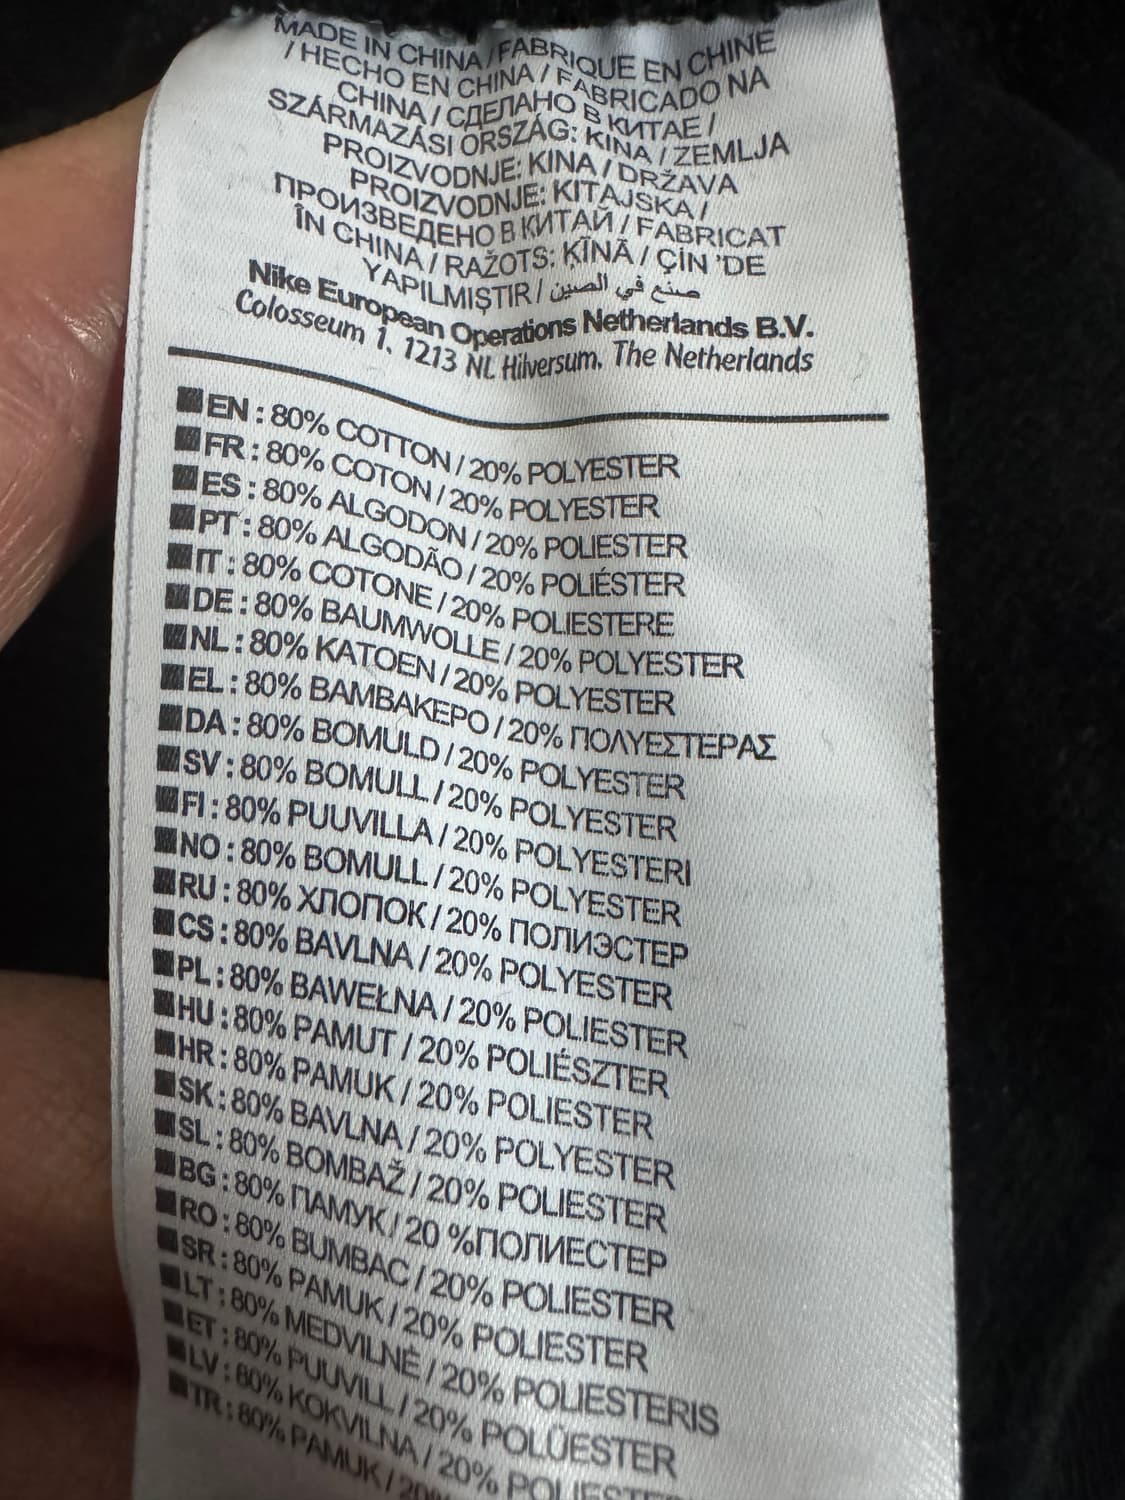 MADE IN CHINA / FABRIQUE EN CHINE
/ HECHO EN CHINA / FABRICADO NA
CHINA / СДЕЛАНО В КИТАЕ /
SZÁRMAZÁSI ORSZÁG: KÍNA / ZEMLJA
PROIZVODNJE: KINA / DRŽAVA
PROIZVODNJE: KITAJSKA /
ПРОИЗВЕДЕНО В КИТАЙ / FABRICAT
ÎN CHINA / RAŽOTS: ĶĪNĀ / ÇİN 'DE
YAPILMIŞTIR / صنع في الصين
Nike European Operations Netherlands B.V.
Colosseum 1, 1213 NL Hilversum, The Netherlands
EN : 80% COTTON / 20% POLYESTER
FR : 80% COTON / 20% POLYESTER
ES : 80% ALGODON / 20% POLIESTER
PT : 80% ALGODÃO / 20% POLIÉSTER
IT : 80% COTONE / 20% POLIESTERE
DE : 80% BAUMWOLLE / 20% POLYESTER
NL : 80% KATOEN / 20% POLYESTER
EL : 80% ΒΑΜΒΑΚΕΡΟ / 20% ΠΟΛΥΕΣΤΕΡΑΣ
DA : 80% BOMULD / 20% POLYESTER
SV : 80% BOMULL / 20% POLYESTER
FI : 80% PUUVILLA / 20% POLYESTERI
NO : 80% BOMULL / 20% POLYESTER
RU : 80% ХЛОПОК / 20% ПОЛИЭСТЕР
CS : 80% BAVLNA / 20% POLYESTER
PL : 80% BAWEŁNA / 20% POLIESTER
HU : 80% PAMUT / 20% POLIÉSZTER
HR : 80% PAMUK / 20% POLIESTER
SK : 80% BAVLNA / 20% POLYESTER
SL : 80% BOMBAŽ / 20% POLIESTER
BG : 80% ПАМУК / 20 %ПОЛИЕСТЕР
RO : 80% BUMBAC / 20% POLIESTER
SR : 80% PAMUK / 20% POLIESTER
LT : 80% MEDVILNĖ / 20% POLIESTERIS
ET : 80% PUUVILL / 20% POLÜESTER
LV : 80% KOKVILNA / 20%
TR : 80% PAMUK / 20%